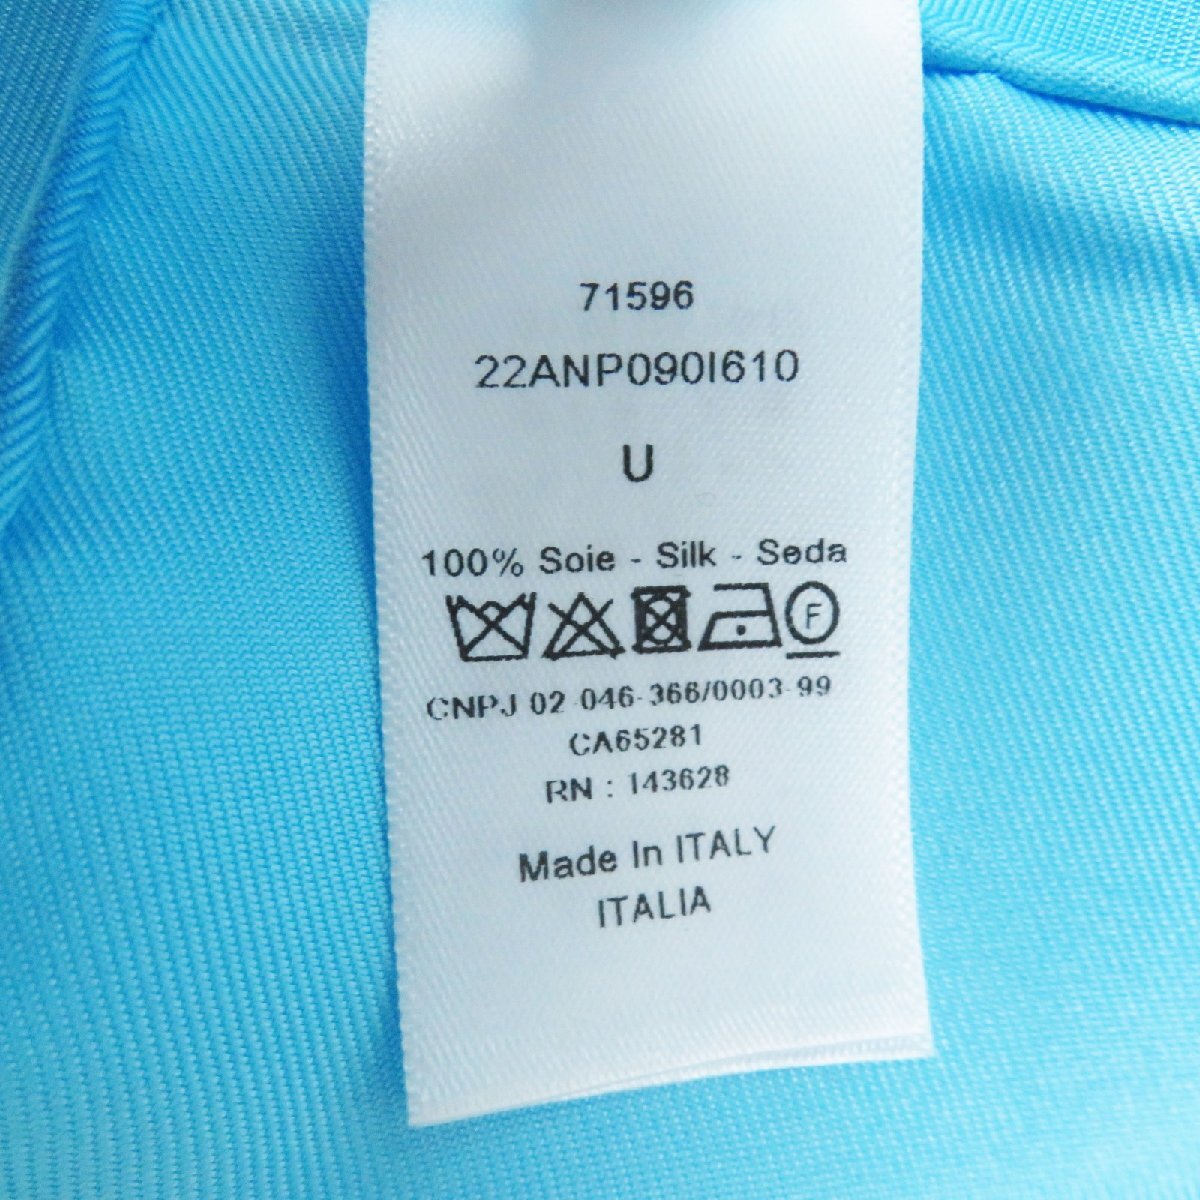 71596
22ANP090I610
U
100% Soie - Silk - Seda
F
CNPJ 02-046-366/0003-99
CA65281
RN : 143628
Made In ITALY
ITALIA